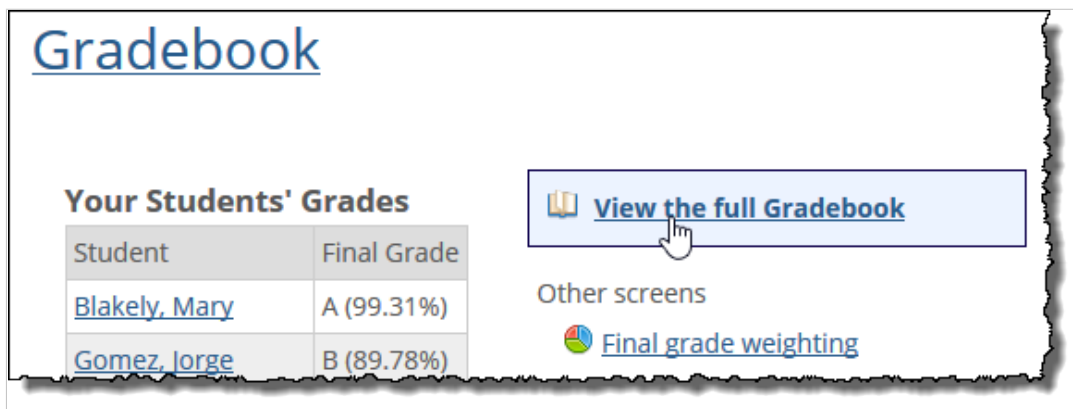 Gradebook
Your Students' Grades
Student Final Grade
Blakely, Mary A (99.31%)
Gomez, Jorge B (89.78%)
View the full Gradebook
Other screens
Final grade weighting